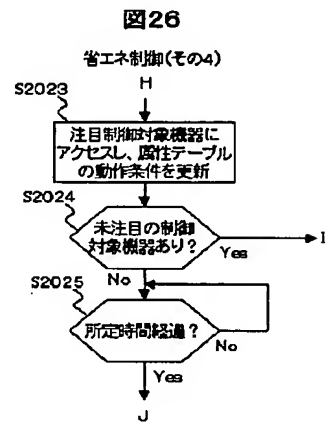 図26
省エネ制御(その4)
H
S2023
注目制御対象機器に
アクセスし、属性テーブル
の動作条件を更新
S2024
未注目の制御
対象機器あり?
I
Yes
No
S2025
所定時間経過?
No
Yes
J